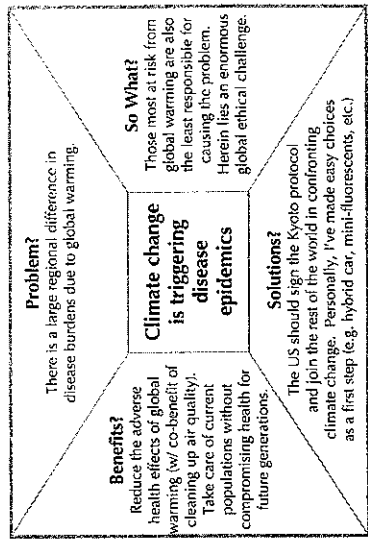 Problem?
There is a large regional difference in
disease burdens due to global warming.
Benefits?
Reduce the adverse
health effects of global
warming (w/ co-benefit of
cleaning up air quality).
Take care of current
populations without
compromising health for
future generations.
Climate change
is triggering
disease
epidemics
So What?
Those most at risk from
global warming are also
the least responsible for
causing the problem.
Herein lies an enormous
global ethical challenge.
Solutions?
The US should sign the Kyoto protocol
and join the rest of the world in confronting
climate change. Personally, I've made easy choices
as a first step (e.g. hybrid car, mini-fluorescents, etc.)